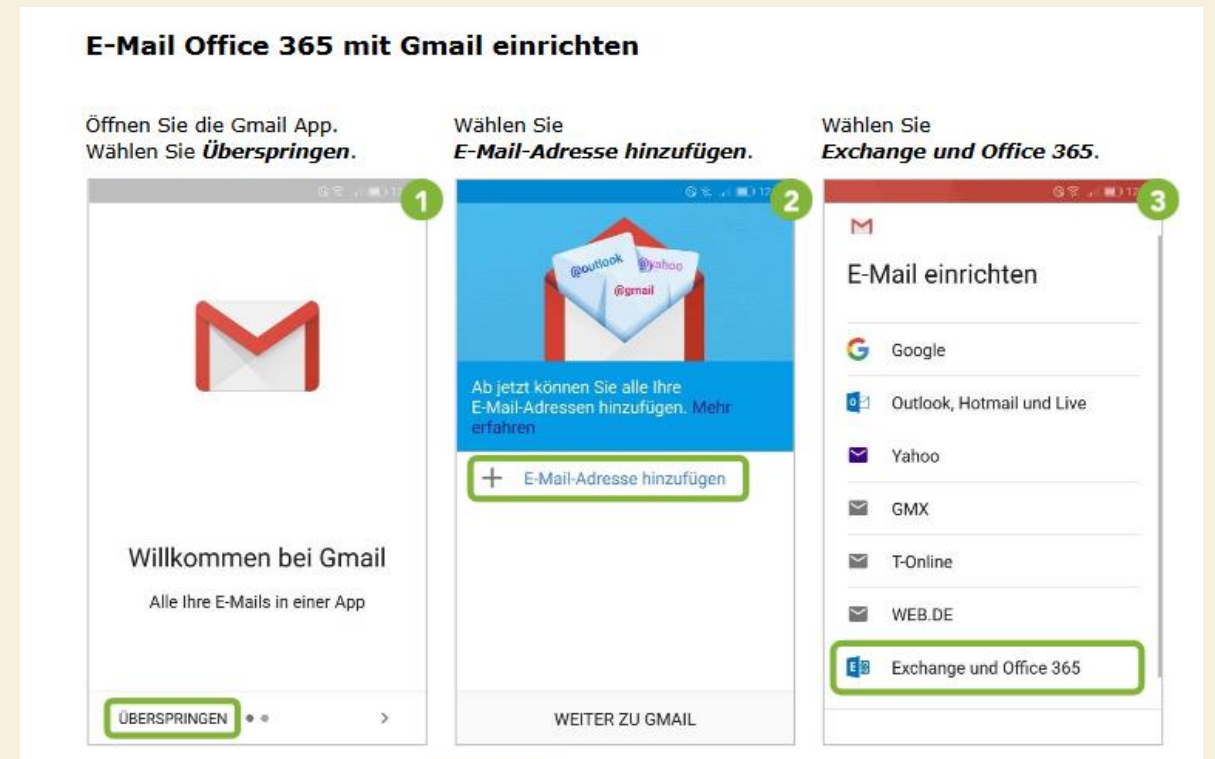 E-Mail Office 365 mit Gmail einrichten
Öffnen Sie die Gmail App.
Wählen Sie Überspringen.
1
Willkommen bei Gmail
Alle Ihre E-Mails in einer App
ÜBERSPRINGEN
Wählen Sie
E-Mail-Adresse hinzufügen.
2
@outlook
@yahoo
@gmail
Ab jetzt können Sie alle Ihre
E-Mail-Adressen hinzufügen. Mehr
erfahren
E-Mail-Adresse hinzufügen
WEITER ZU GMAIL
Wählen Sie
Exchange und Office 365.
3
E-Mail einrichten
Google
Outlook, Hotmail und Live
Yahoo
GMX
T-Online
WEB.DE
Exchange und Office 365